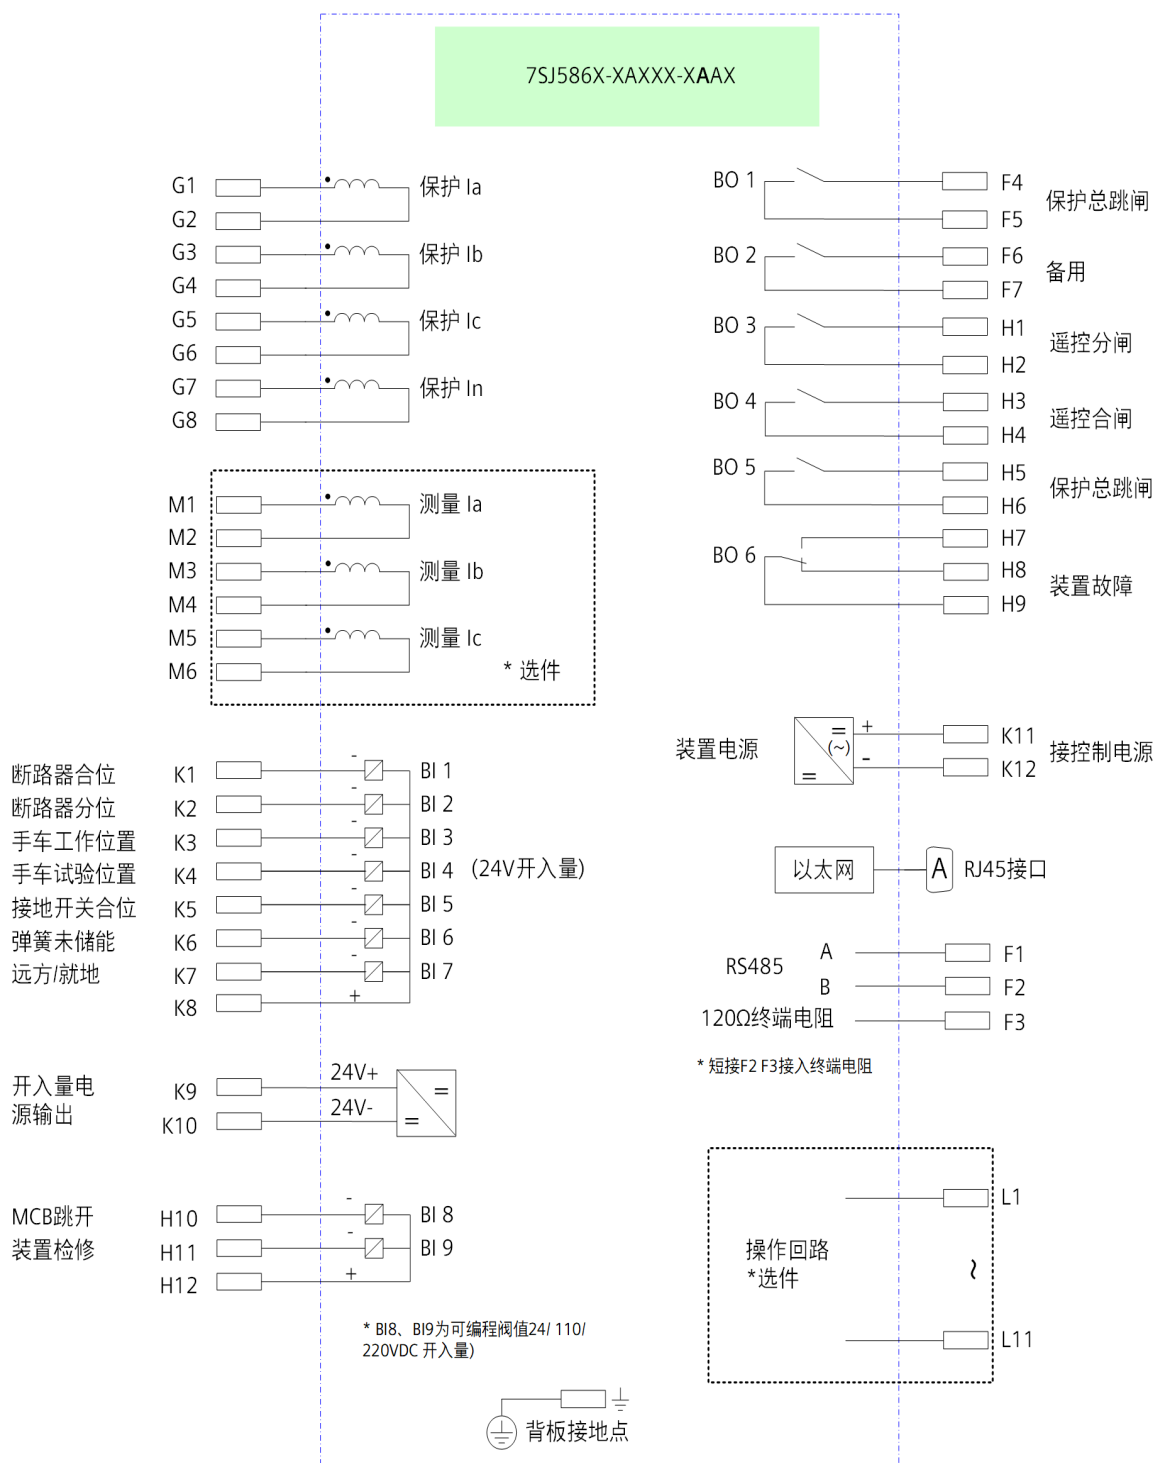 7SJ586X-XAXXX-XAAX
G1
保护 Ia
G2
G3
保护 Ib
G4
G5
保护 Ic
G6
G7
保护 In
G8
M1
测量 Ia
M2
M3
测量 Ib
M4
M5
测量 Ic
M6
* 选件
断路器合位 K1 - BI 1
断路器分位 K2 - BI 2
手车工作位置 K3 - BI 3
手车试验位置 K4 - BI 4 (24V开入量)
接地开关合位 K5 - BI 5
弹簧未储能 K6 - BI 6
远方/就地 K7 - BI 7
K8 +
开入量电
源输出
K9 24V+
K10 24V-
= =
MCB跳开 H10 - BI 8
装置检修 H11 - BI 9
H12 +
* BI8、BI9为可编程阀值24/ 110/
220VDC 开入量)
背板接地点
BO 1 F4
保护总跳闸
F5
BO 2 F6
备用
F7
BO 3 H1
遥控分闸
H2
BO 4 H3
遥控合闸
H4
BO 5 H5
保护总跳闸
H6
H7
BO 6 H8
装置故障
H9
装置电源
= (~) =
+ K11
接控制电源
- K12
以太网 A RJ45接口
RS485
A F1
B F2
120Ω终端电阻 F3
* 短接F2 F3接入终端电阻
L1
操作回路
*选件
~
L11